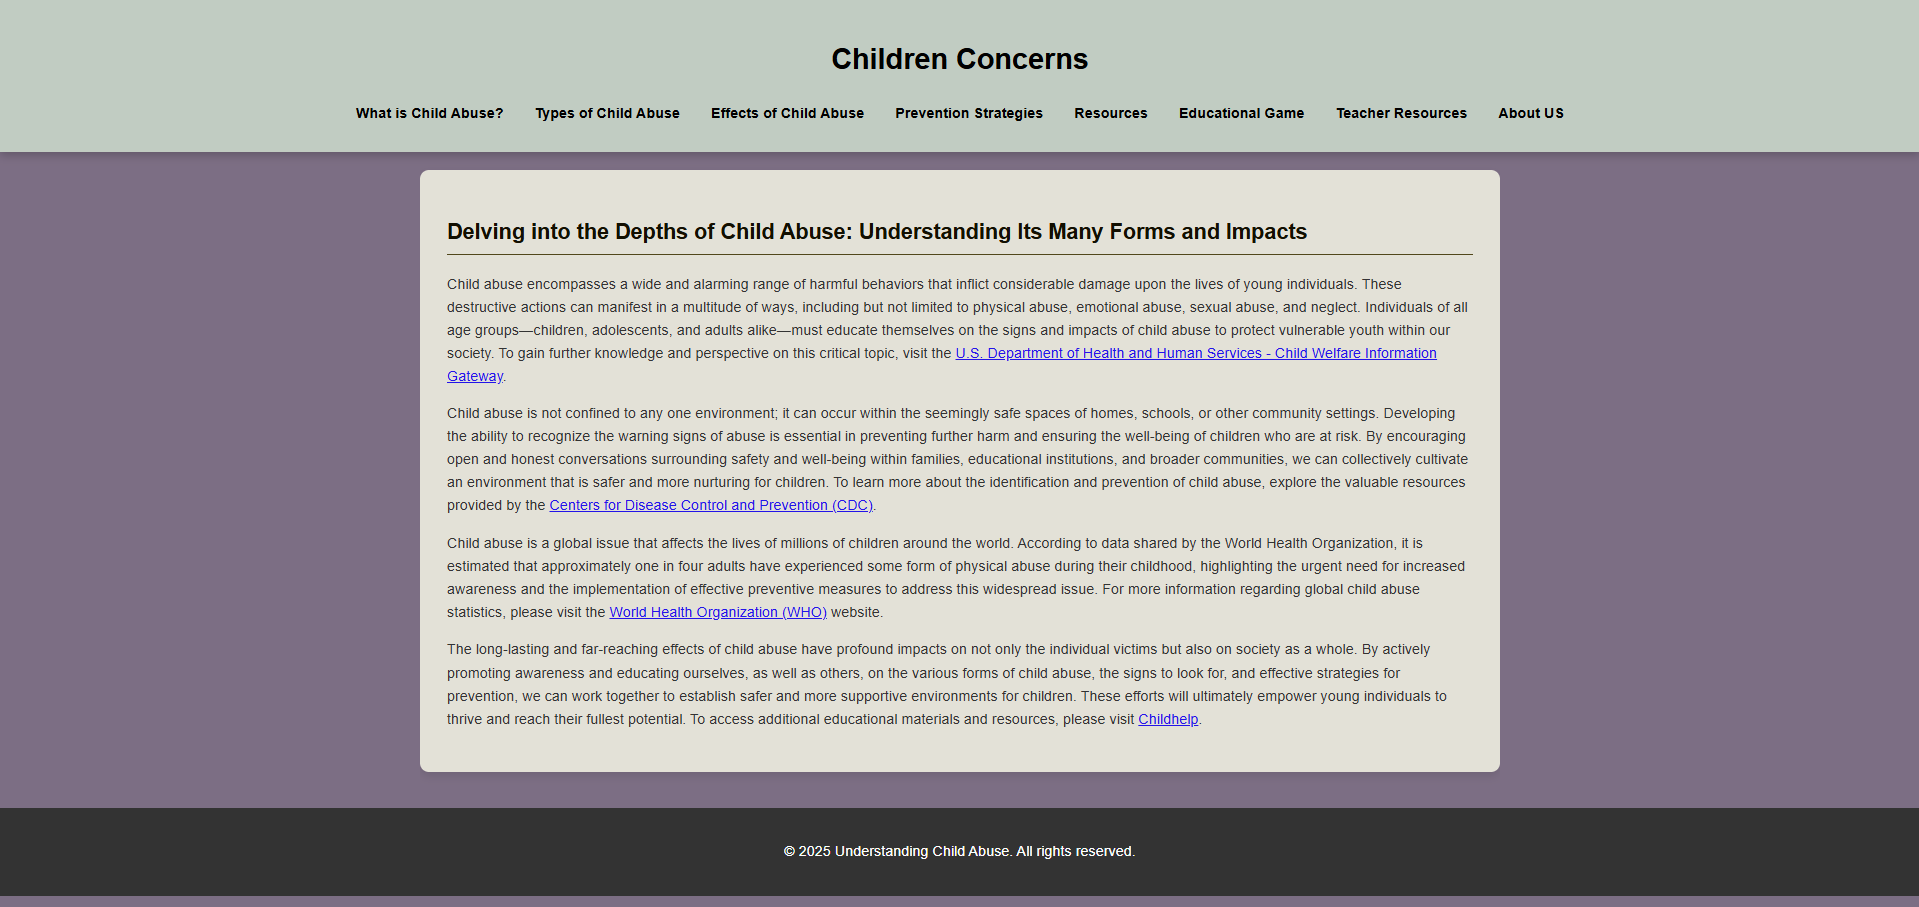 Children Concerns
What is Child Abuse? Types of Child Abuse Effects of Child Abuse Prevention Strategies Resources Educational Game Teacher Resources About US
Delving into the Depths of Child Abuse: Understanding Its Many Forms and Impacts
Child abuse encompasses a wide and alarming range of harmful behaviors that inflict considerable damage upon the lives of young individuals. These
destructive actions can manifest in a multitude of ways, including but not limited to physical abuse, emotional abuse, sexual abuse, and neglect. Individuals of all
age groups—children, adolescents, and adults alike—must educate themselves on the signs and impacts of child abuse to protect vulnerable youth within our
society. To gain further knowledge and perspective on this critical topic, visit the U.S. Department of Health and Human Services - Child Welfare Information
Gateway.
Child abuse is not confined to any one environment; it can occur within the seemingly safe spaces of homes, schools, or other community settings. Developing
the ability to recognize the warning signs of abuse is essential in preventing further harm and ensuring the well-being of children who are at risk. By encouraging
open and honest conversations surrounding safety and well-being within families, educational institutions, and broader communities, we can collectively cultivate
an environment that is safer and more nurturing for children. To learn more about the identification and prevention of child abuse, explore the valuable resources
provided by the Centers for Disease Control and Prevention (CDC).
Child abuse is a global issue that affects the lives of millions of children around the world. According to data shared by the World Health Organization, it is
estimated that approximately one in four adults have experienced some form of physical abuse during their childhood, highlighting the urgent need for increased
awareness and the implementation of effective preventive measures to address this widespread issue. For more information regarding global child abuse
statistics, please visit the World Health Organization (WHO) website.
The long-lasting and far-reaching effects of child abuse have profound impacts on not only the individual victims but also on society as a whole. By actively
promoting awareness and educating ourselves, as well as others, on the various forms of child abuse, the signs to look for, and effective strategies for
prevention, we can work together to establish safer and more supportive environments for children. These efforts will ultimately empower young individuals to
thrive and reach their fullest potential. To access additional educational materials and resources, please visit Childhelp.
© 2025 Understanding Child Abuse. All rights reserved.